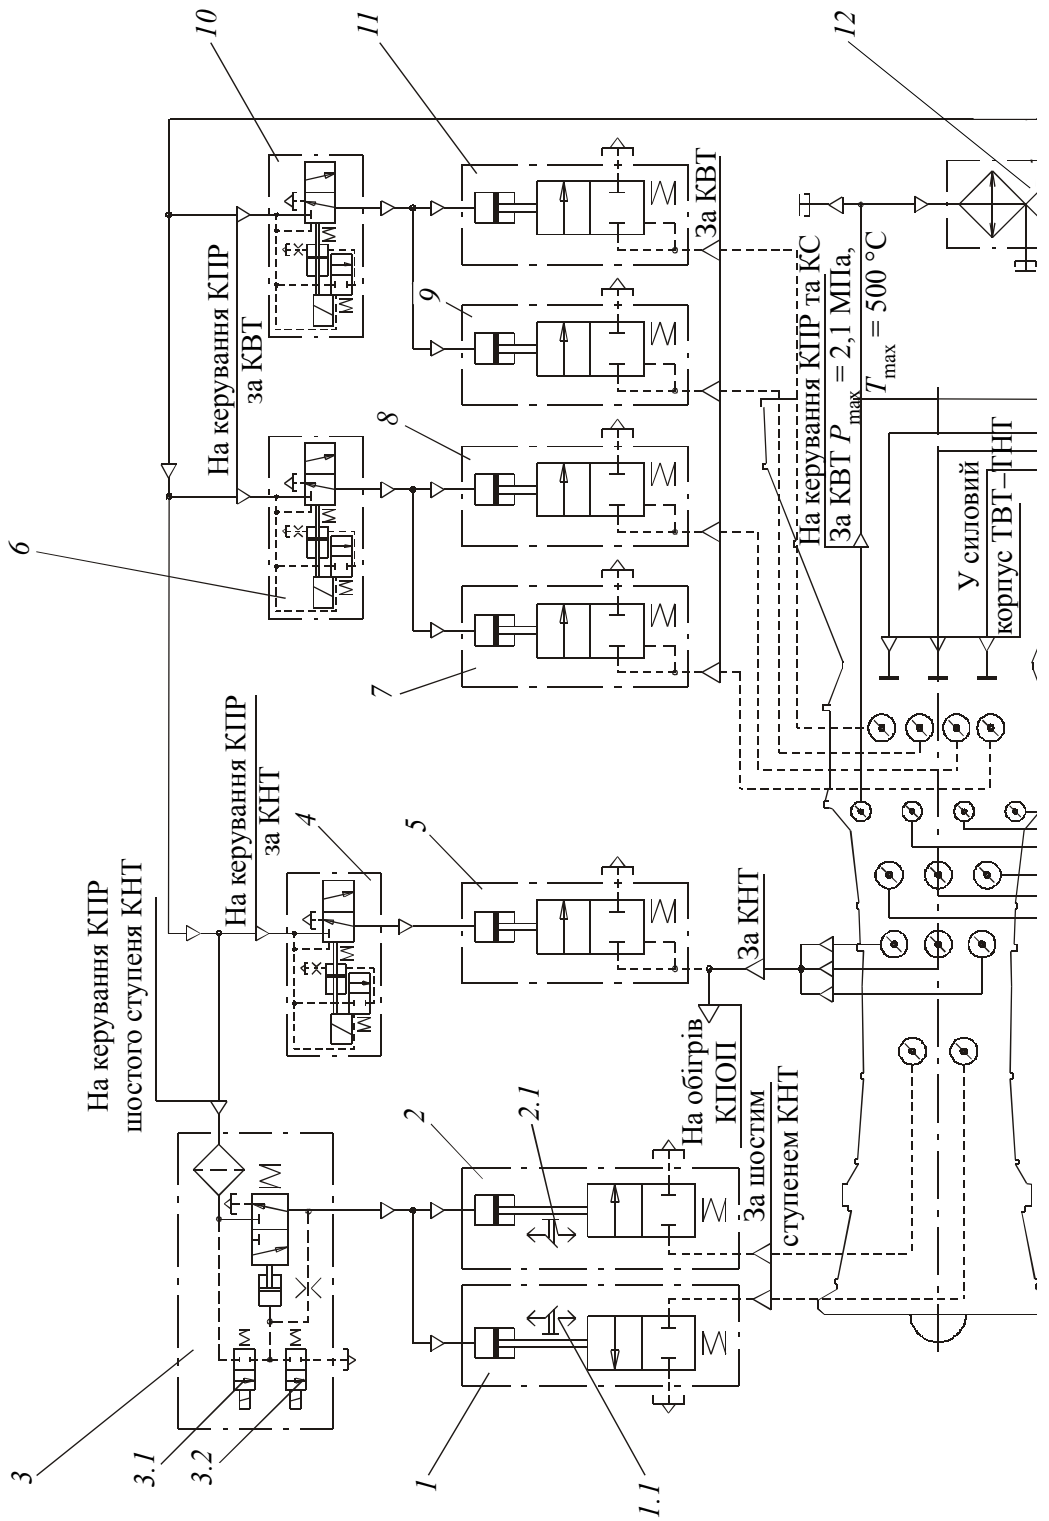 10
11
12
На керування КПР
за КВТ
9
За КВТ
На керування КПР та КС
За КВТ Pmax = 2,1 МПа,
Tmax = 500 °C
6
8
7
У силовий
корпус ТВТ–ТНТ
На керування КПР
за КНТ
4
5
На керування КПР
шостого ступеня КНТ
За КНТ
На обігрів
КПОП
2
2.1
За шостим
ступенем КНТ
3
3.1
3.2
1
1.1